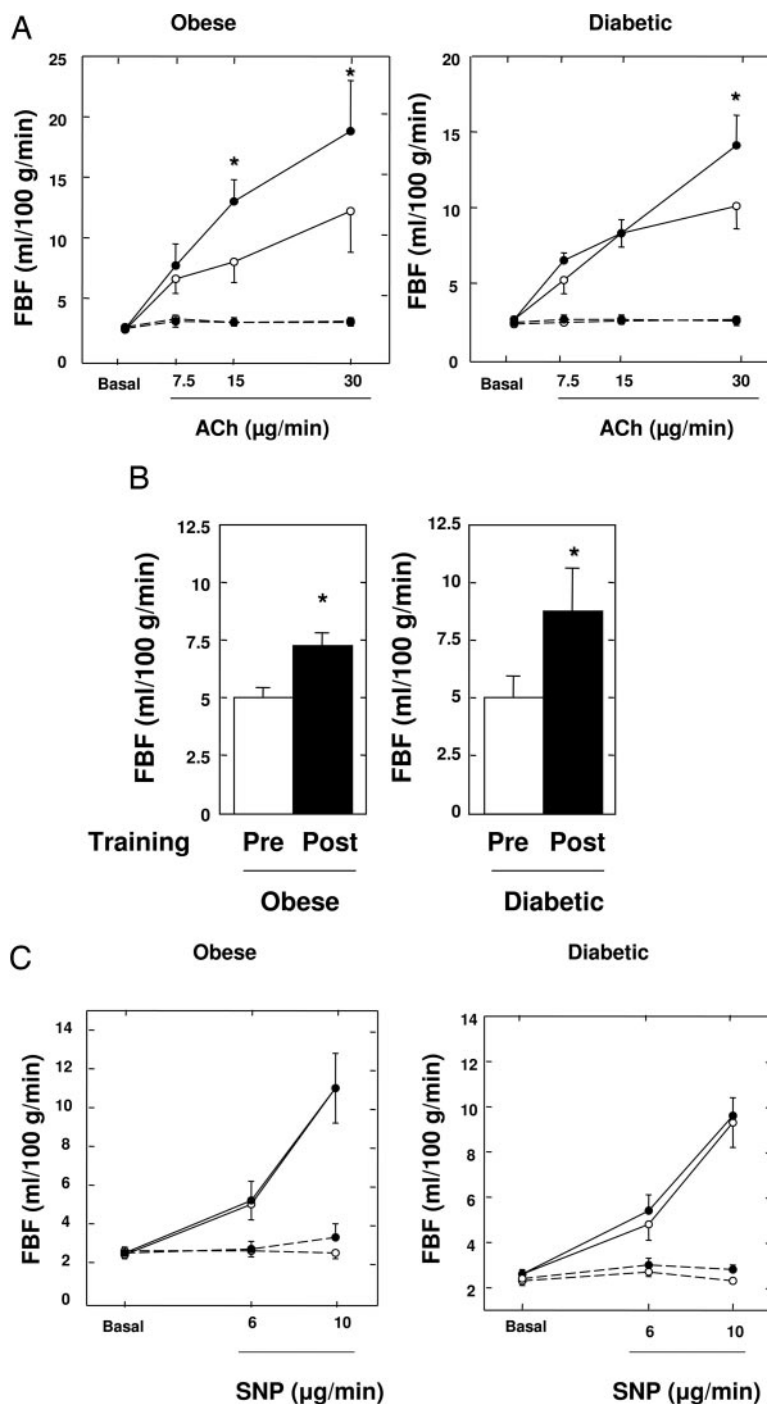 A
Obese
Diabetic
*
*
*
FBF (ml/100 g/min)
25
20
15
10
5
0
FBF (ml/100 g/min)
20
15
10
5
0
Basal
7.5
15
30
Basal
7.5
15
30
ACh (µg/min)
ACh (µg/min)
B
FBF (ml/100 g/min)
12.5
10
7.5
5
2.5
0
*
FBF (ml/100 g/min)
12.5
10
7.5
5
2.5
0
*
Training
Pre Post
Pre Post
Obese
Diabetic
C
Obese
Diabetic
FBF (ml/100 g/min)
14
12
10
8
6
4
2
0
FBF (ml/100 g/min)
14
12
10
8
6
4
2
Basal
6
10
Basal
6
10
SNP (µg/min)
SNP (µg/min)